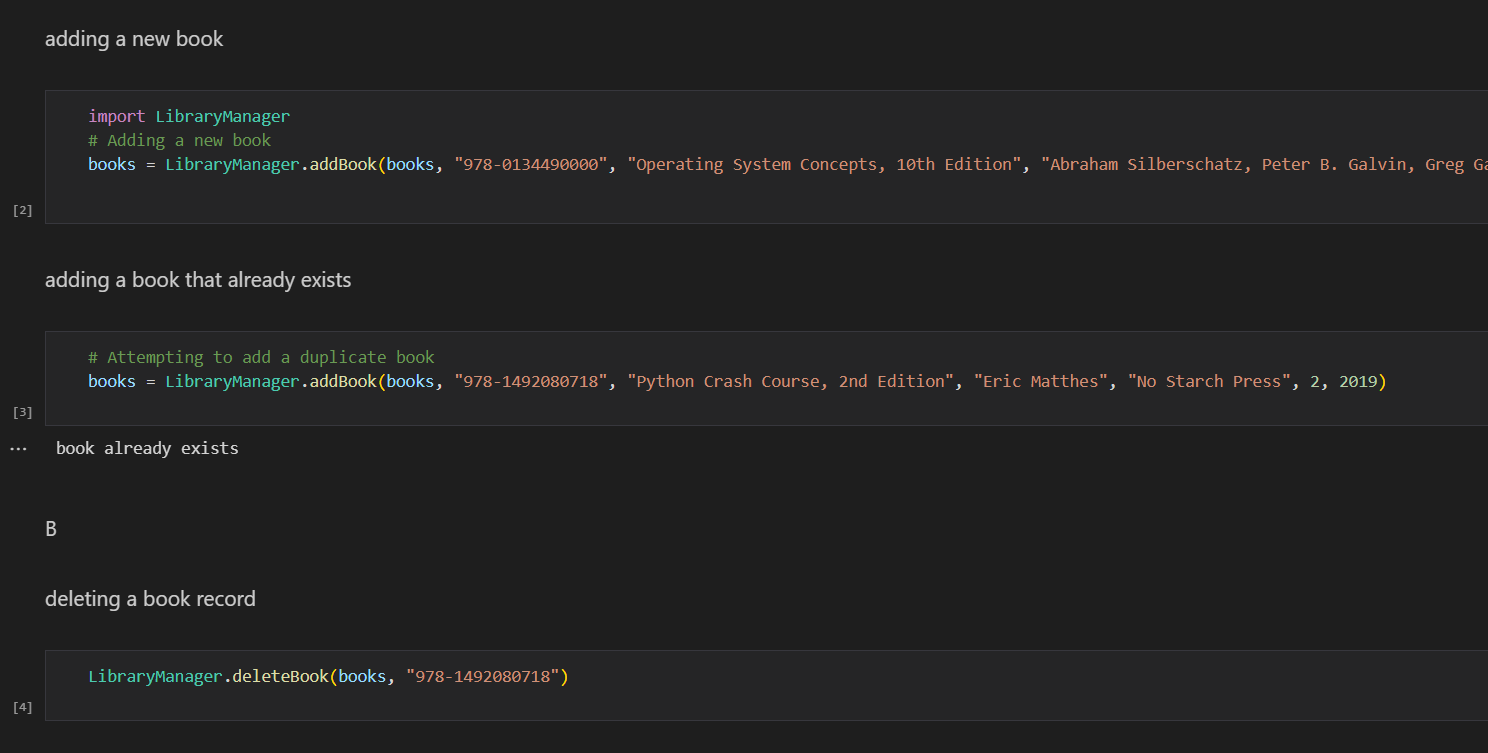 adding a new book
import LibraryManager
# Adding a new book
books = LibraryManager.addBook(books, "978-0134490000", "Operating System Concepts, 10th Edition", "Abraham Silberschatz, Peter B. Galvin, Greg
[2]
adding a book that already exists
# Attempting to add a duplicate book
books = LibraryManager.addBook(books, "978-1492080718", "Python Crash Course, 2nd Edition", "Eric Matthes", "No Starch Press", 2, 2019)
[3]
... book already exists
B
deleting a book record
LibraryManager.deleteBook(books, "978-1492080718")
[4]